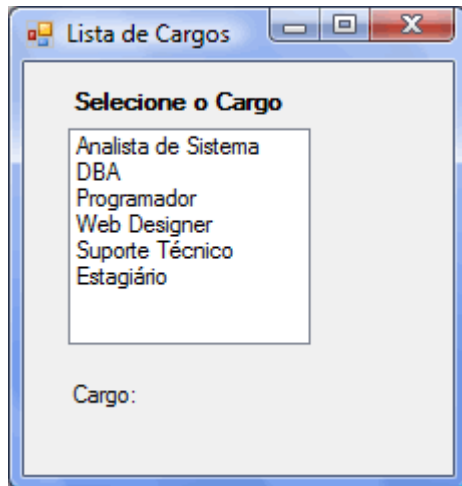 Lista de Cargos
Selecione o Cargo
Analista de Sistema
DBA
Programador
Web Designer
Suporte Técnico
Estagiário
Cargo: